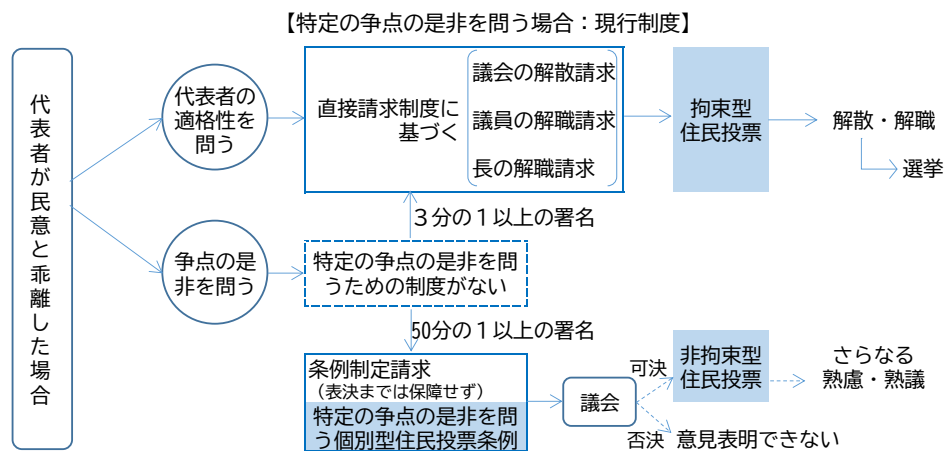 【特定の争点の是非を問う場合：現行制度】
代表者が民意と乖離した場合
代表者の
適格性を
問う
直接請求制度に
基づく
議会の解散請求
議員の解職請求
長の解職請求
拘束型
住民投票
解散・解職
選挙
３分の１以上の署名
争点の是
非を問う
特定の争点の是非を問
うための制度がない
50分の１以上の署名
条例制定請求
（表決までは保障せず）
特定の争点の是非を問
う個別型住民投票条例
議会
可決
非拘束型
住民投票
さらなる
熟慮・熟議
否決
意見表明できない